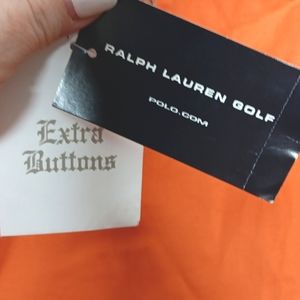 RALPH LAUREN GOLF
POLO.COM
Extra
Buttons